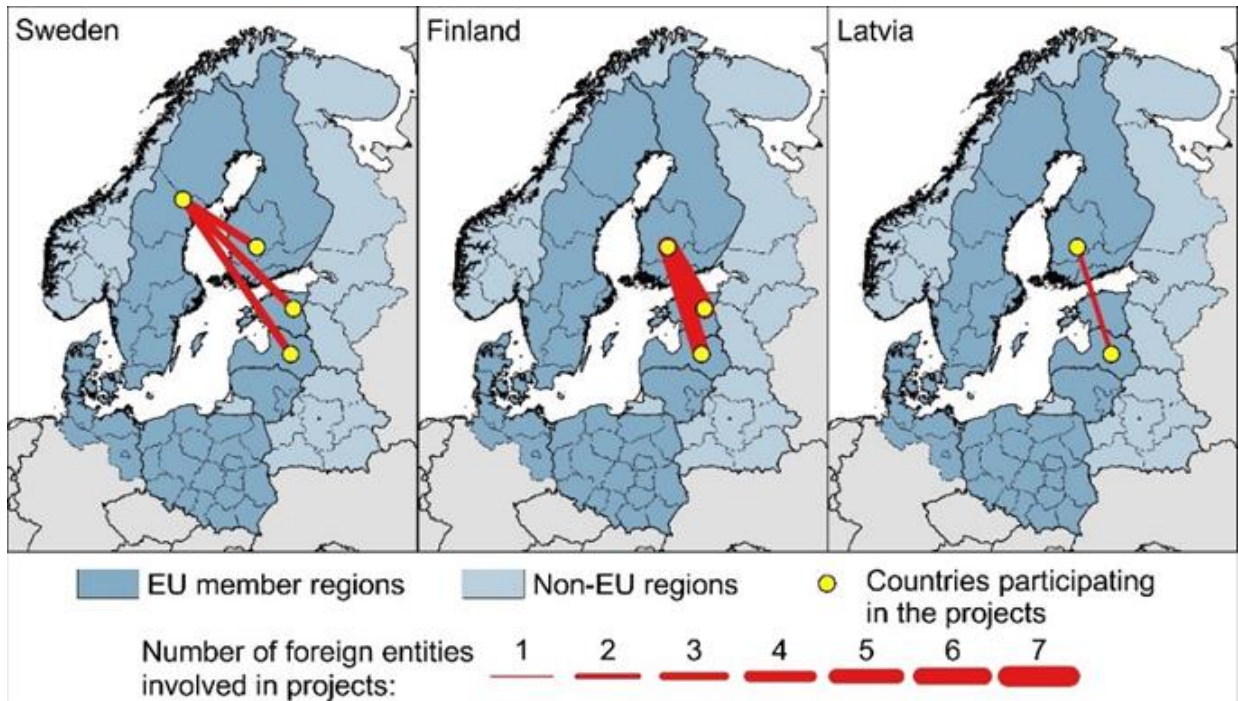 Sweden
Finland
Latvia
EU member regions
Non-EU regions
Countries participating
in the projects
Number of foreign entities
involved in projects:
1 2 3 4 5 6 7